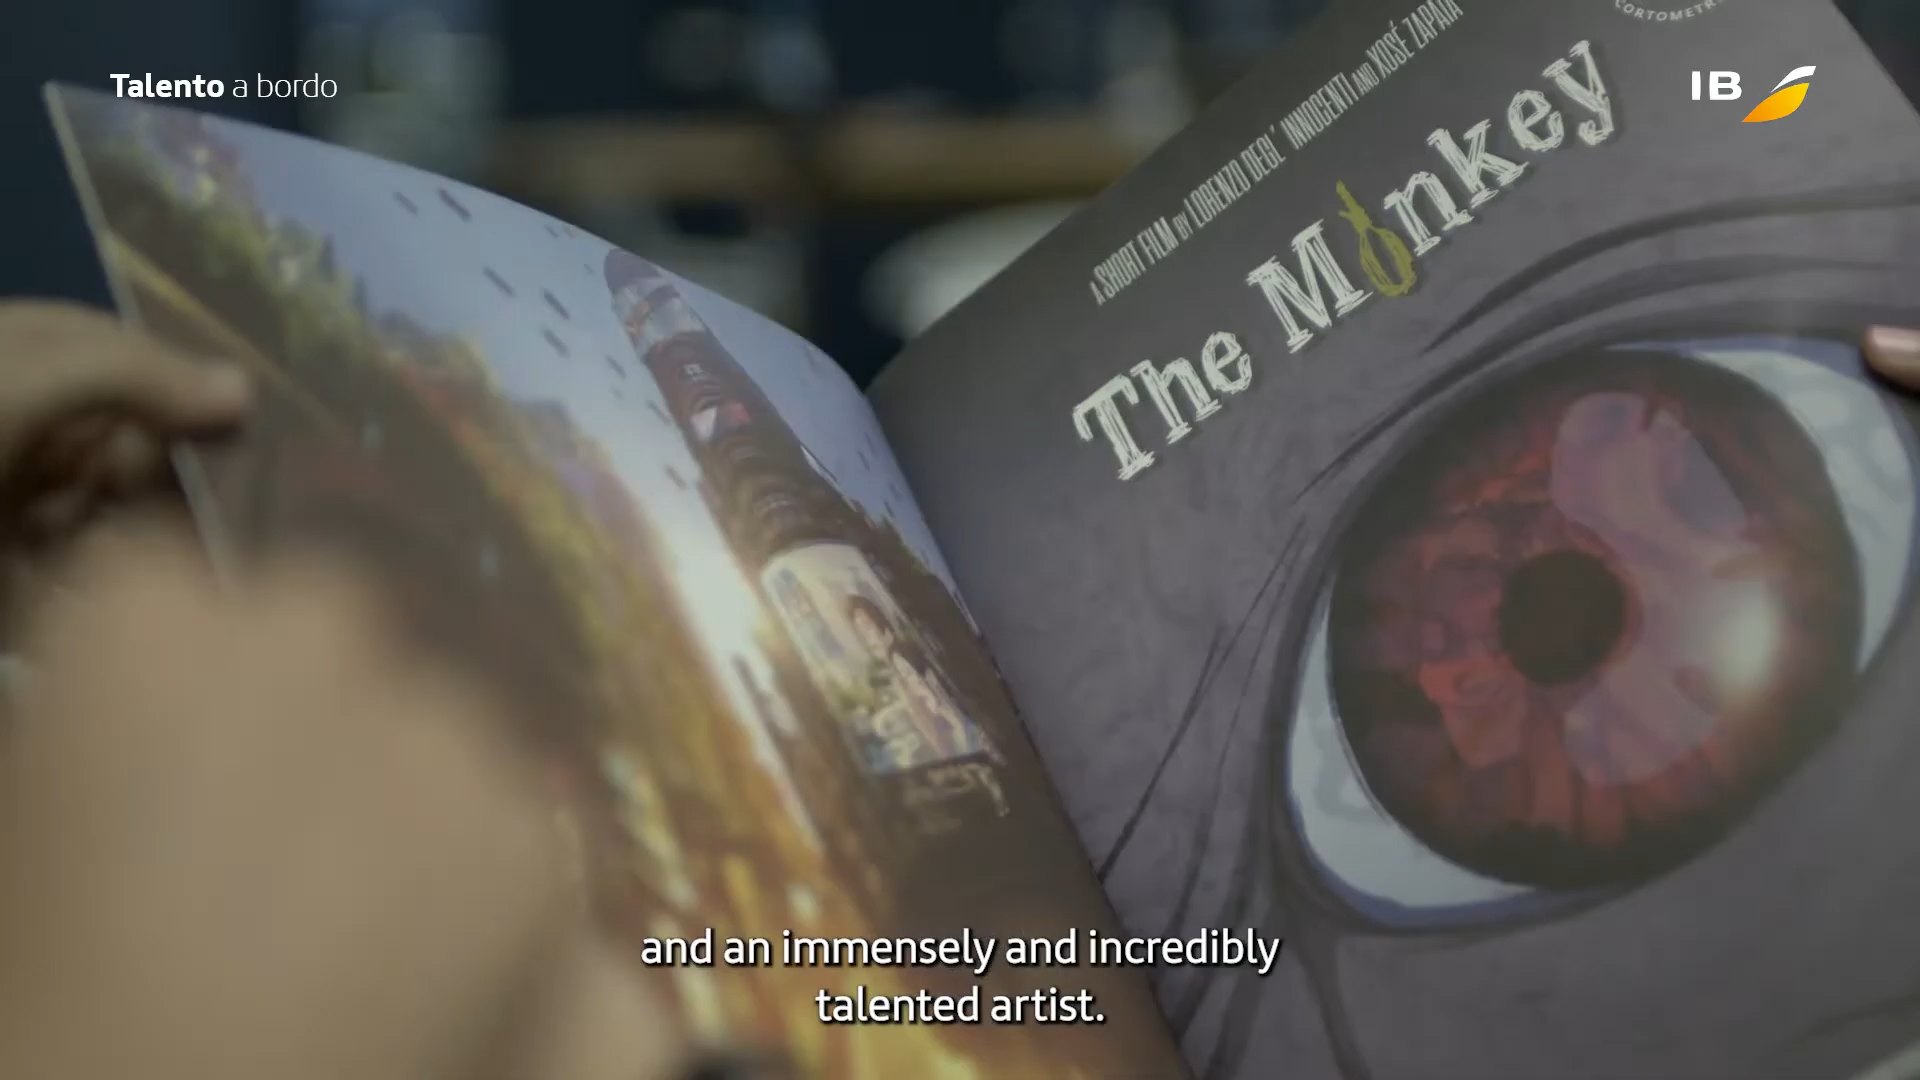 Talento a bordo
IB
CORTOMETR
A SHORT FILM BY LORENZO DEGL' INNOCENTI AND XOSÉ ZAPATA
The Monkey
and an immensely and incredibly
talented artist.